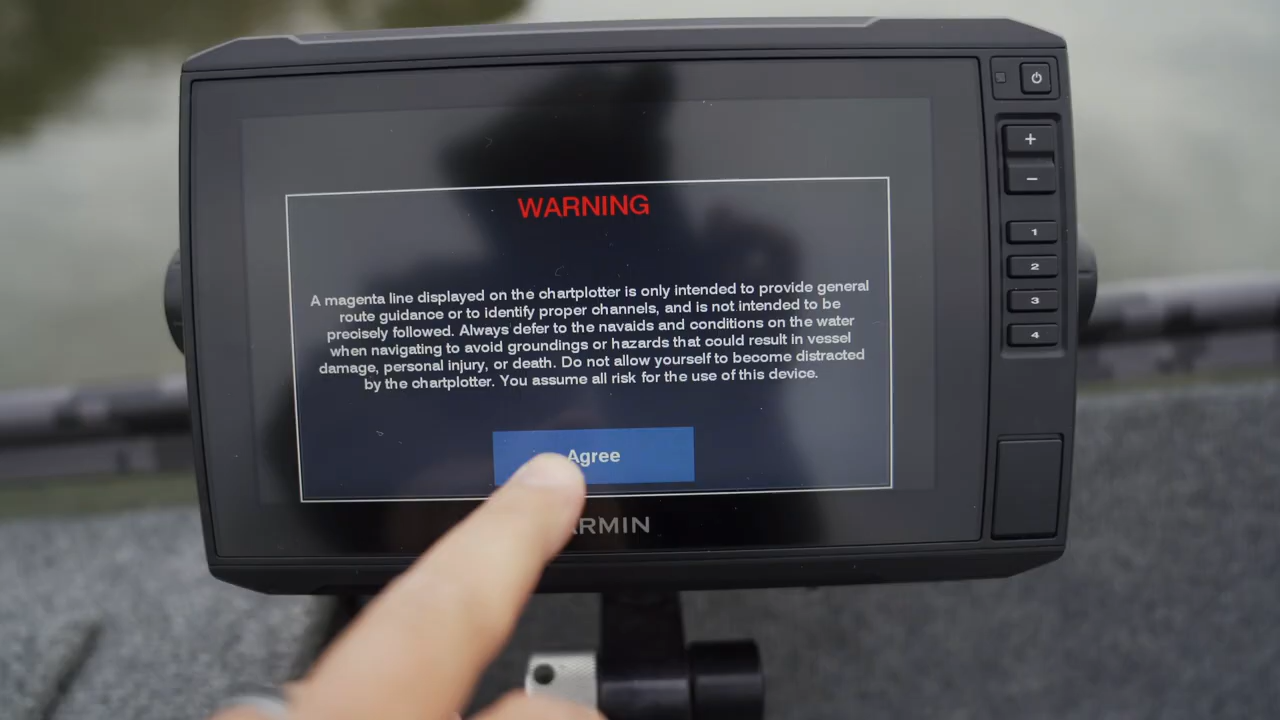 WARNING
A magenta line displayed on the chartplotter is only intended to provide general
route guidance or to identify proper channels, and is not intended to be
precisely followed. Always defer to the navaids and conditions on the water
when navigating to avoid groundings or hazards that could result in vessel
damage, personal injury, or death. Do not allow yourself to become distracted
by the chartplotter. You assume all risk for the use of this device.
Agree
ARMIN
+
−
1
2
3
4